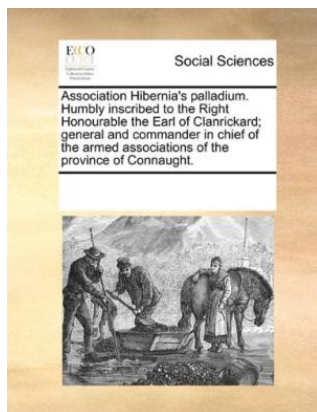 ECCO
Social Sciences
Association Hibernia's palladium.
Humbly inscribed to the Right
Honourable the Earl of Clanrickard;
general and commander in chief of
the armed associations of the
province of Connaught.